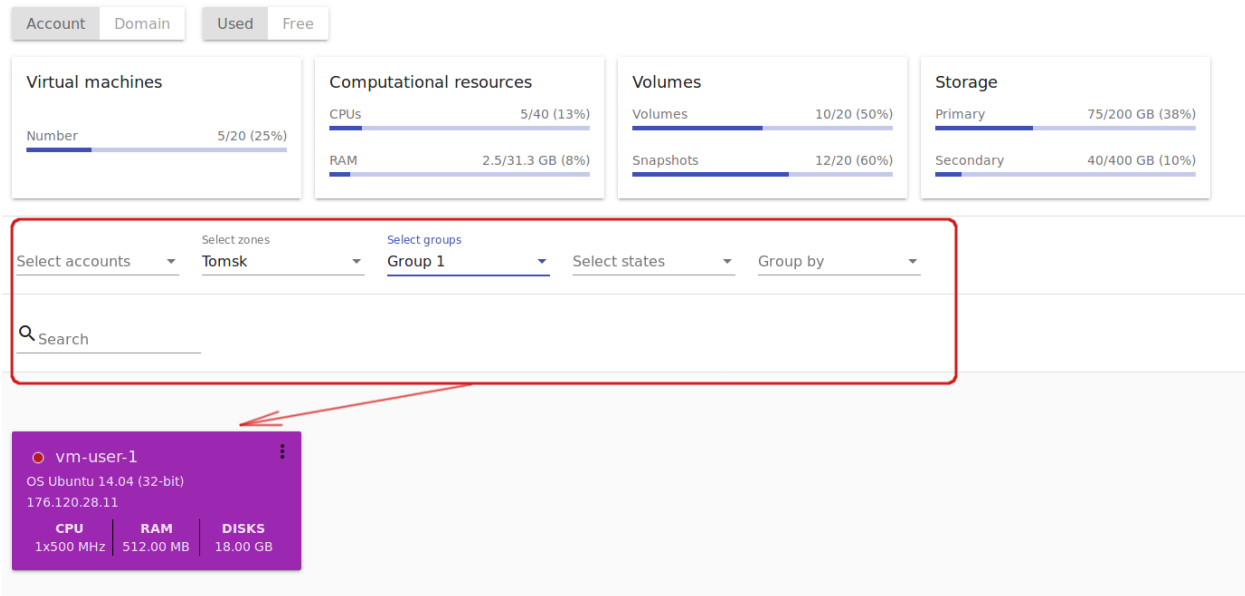 Account Domain Used Free
Virtual machines
Number 5/20 (25%)
Computational resources
CPUs 5/40 (13%)
RAM 2.5/31.3 GB (8%)
Volumes
Volumes 10/20 (50%)
Snapshots 12/20 (60%)
Storage
Primary 75/200 GB (38%)
Secondary 40/400 GB (10%)
Select accounts
Select zones
Tomsk
Select groups
Group 1
Select states
Group by
Search
vm-user-1
OS Ubuntu 14.04 (32-bit)
176.120.28.11
CPU RAM DISKS
1x500 MHz 512.00 MB 18.00 GB